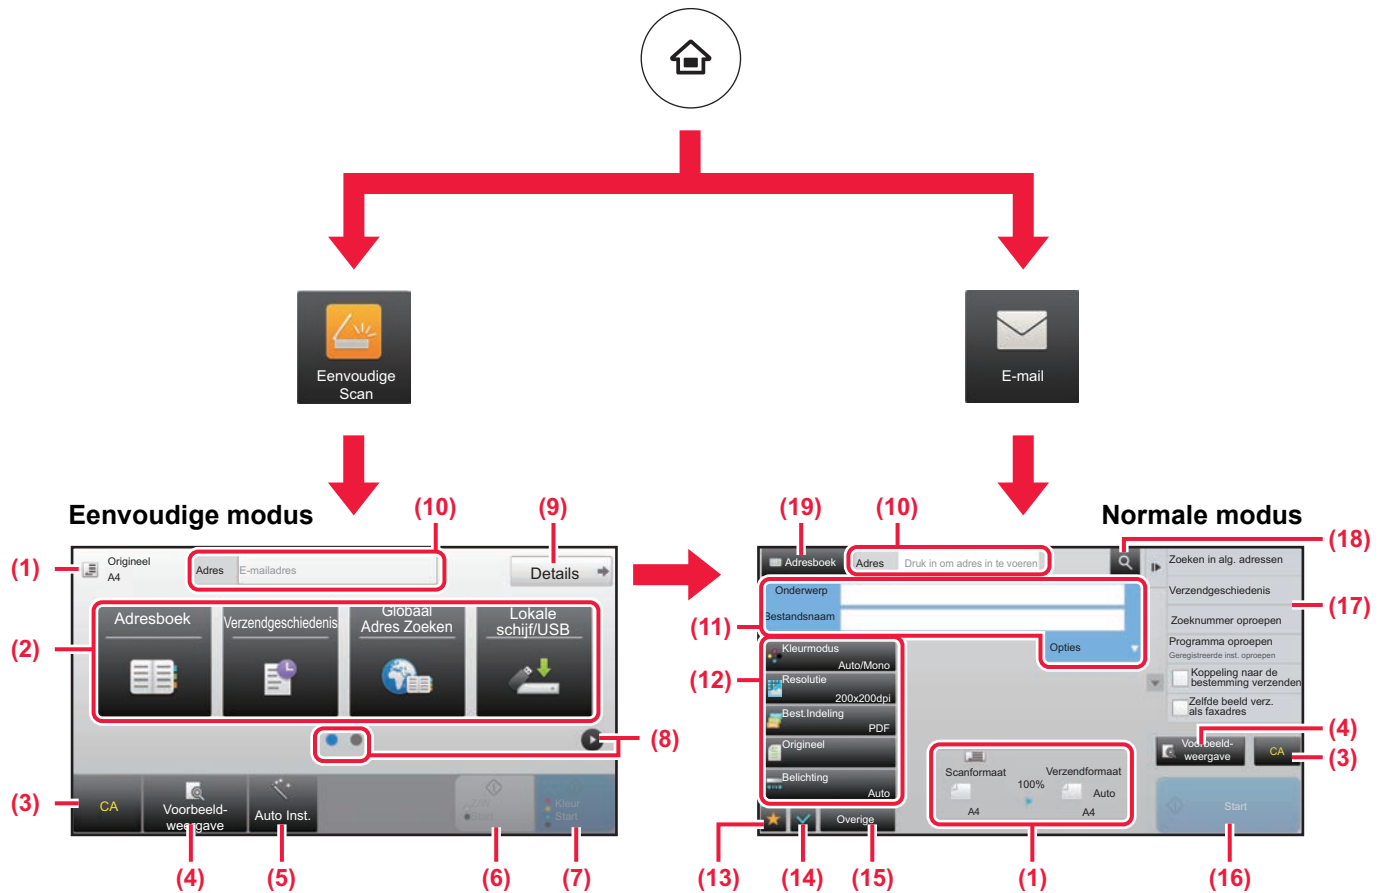 Eenvoudige
Scan
E-mail
Eenvoudige modus
(10)
(9)
(1)
Origineel
A4
Adres
E-mailadres
Details
(2)
Adresboek
Verzendgeschiedenis
Globaal
Adres Zoeken
Lokale
schijf/USB
(8)
(3)
CA
Voorbeeld-
weergave
Auto Inst.
Start
Kleur
Start
(4)
(5)
(6)
(7)
Normale modus
(19)
(10)
(18)
Adresboek
Adres
Druk in om adres in te voeren
Zoeken in alg. adressen
Onderwerp
Verzendgeschiedenis
(17)
Bestandsnaam
Zoeknummer oproepen
(11)
Opties
Programma oproepen
Geregistreerde inst. oproepen
(12)
Kleurmodus
Auto/Mono
Koppeling naar de
bestemming verzenden
Resolutie
200x200dpi
Zelfde beeld verz.
als faxadres
Best.Indeling
PDF
(4)
Origineel
Voorbeeld-
weergave
CA
(3)
Belichting
Auto
Scanformaat
A4
100%
Verzendformaat
Auto
A4
Start
Overige
(13)
(14)
(15)
(1)
(16)